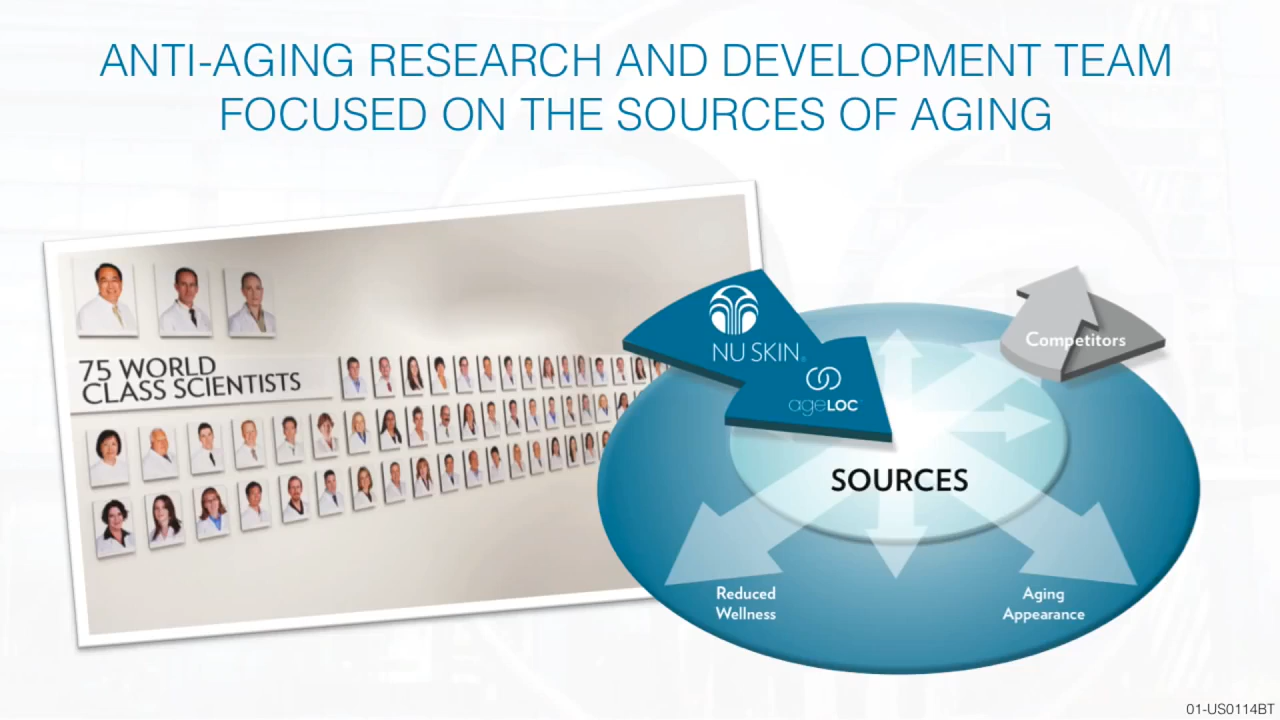 ANTI-AGING RESEARCH AND DEVELOPMENT TEAM
FOCUSED ON THE SOURCES OF AGING
75 WORLD
CLASS SCIENTISTS
NU SKIN®
ageLOC
Competitors
SOURCES
Reduced
Wellness
Aging
Appearance
01-US0114BT